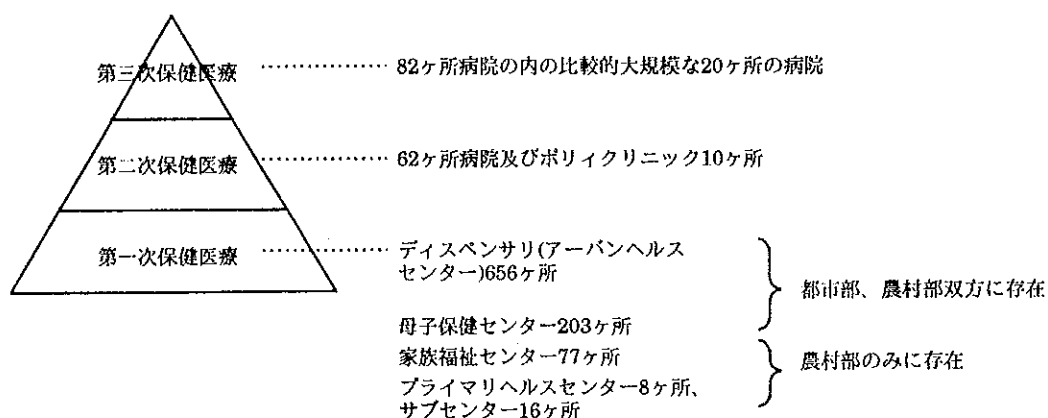 第三次保健医療 ……………… 82ヶ所病院の内の比較的大規模な20ヶ所の病院
第二次保健医療 ……………… 62ヶ所病院及びポリィクリニック10ヶ所
第一次保健医療 ……………… ディスペンサリ(アーバンヘルス
センター)656ヶ所
都市部、農村部双方に存在
母子保健センター203ヶ所
家族福祉センター77ヶ所
農村部のみに存在
プライマリヘルスセンター8ヶ所、
サブセンター16ヶ所